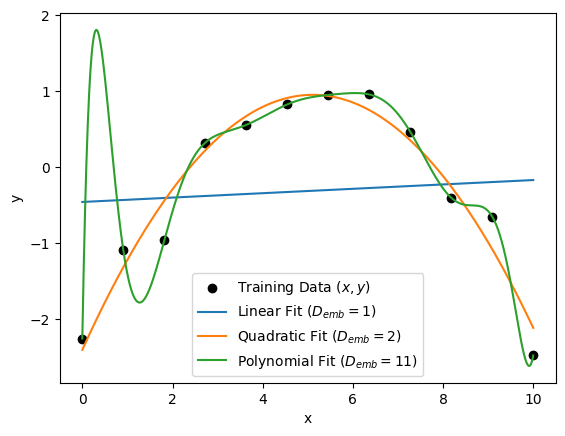 2
1
0
−1
−2
y
Training Data (x, y)
Linear Fit (D_emb = 1)
Quadratic Fit (D_emb = 2)
Polynomial Fit (D_emb = 11)
0 2 4 6 8 10
x